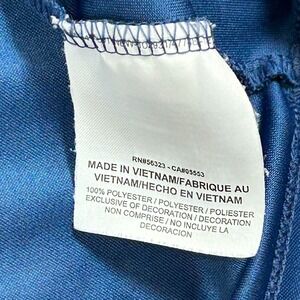 RN#56323 - CA#05553
MADE IN VIETNAM/FABRIQUE AU
VIETNAM/HECHO EN VIETNAM
100% POLYESTER / POLYESTER / POLIESTER
EXCLUSIVE OF DECORATION / DECORATION
NON COMPRISE / NO INCLUYE LA
DECORACION